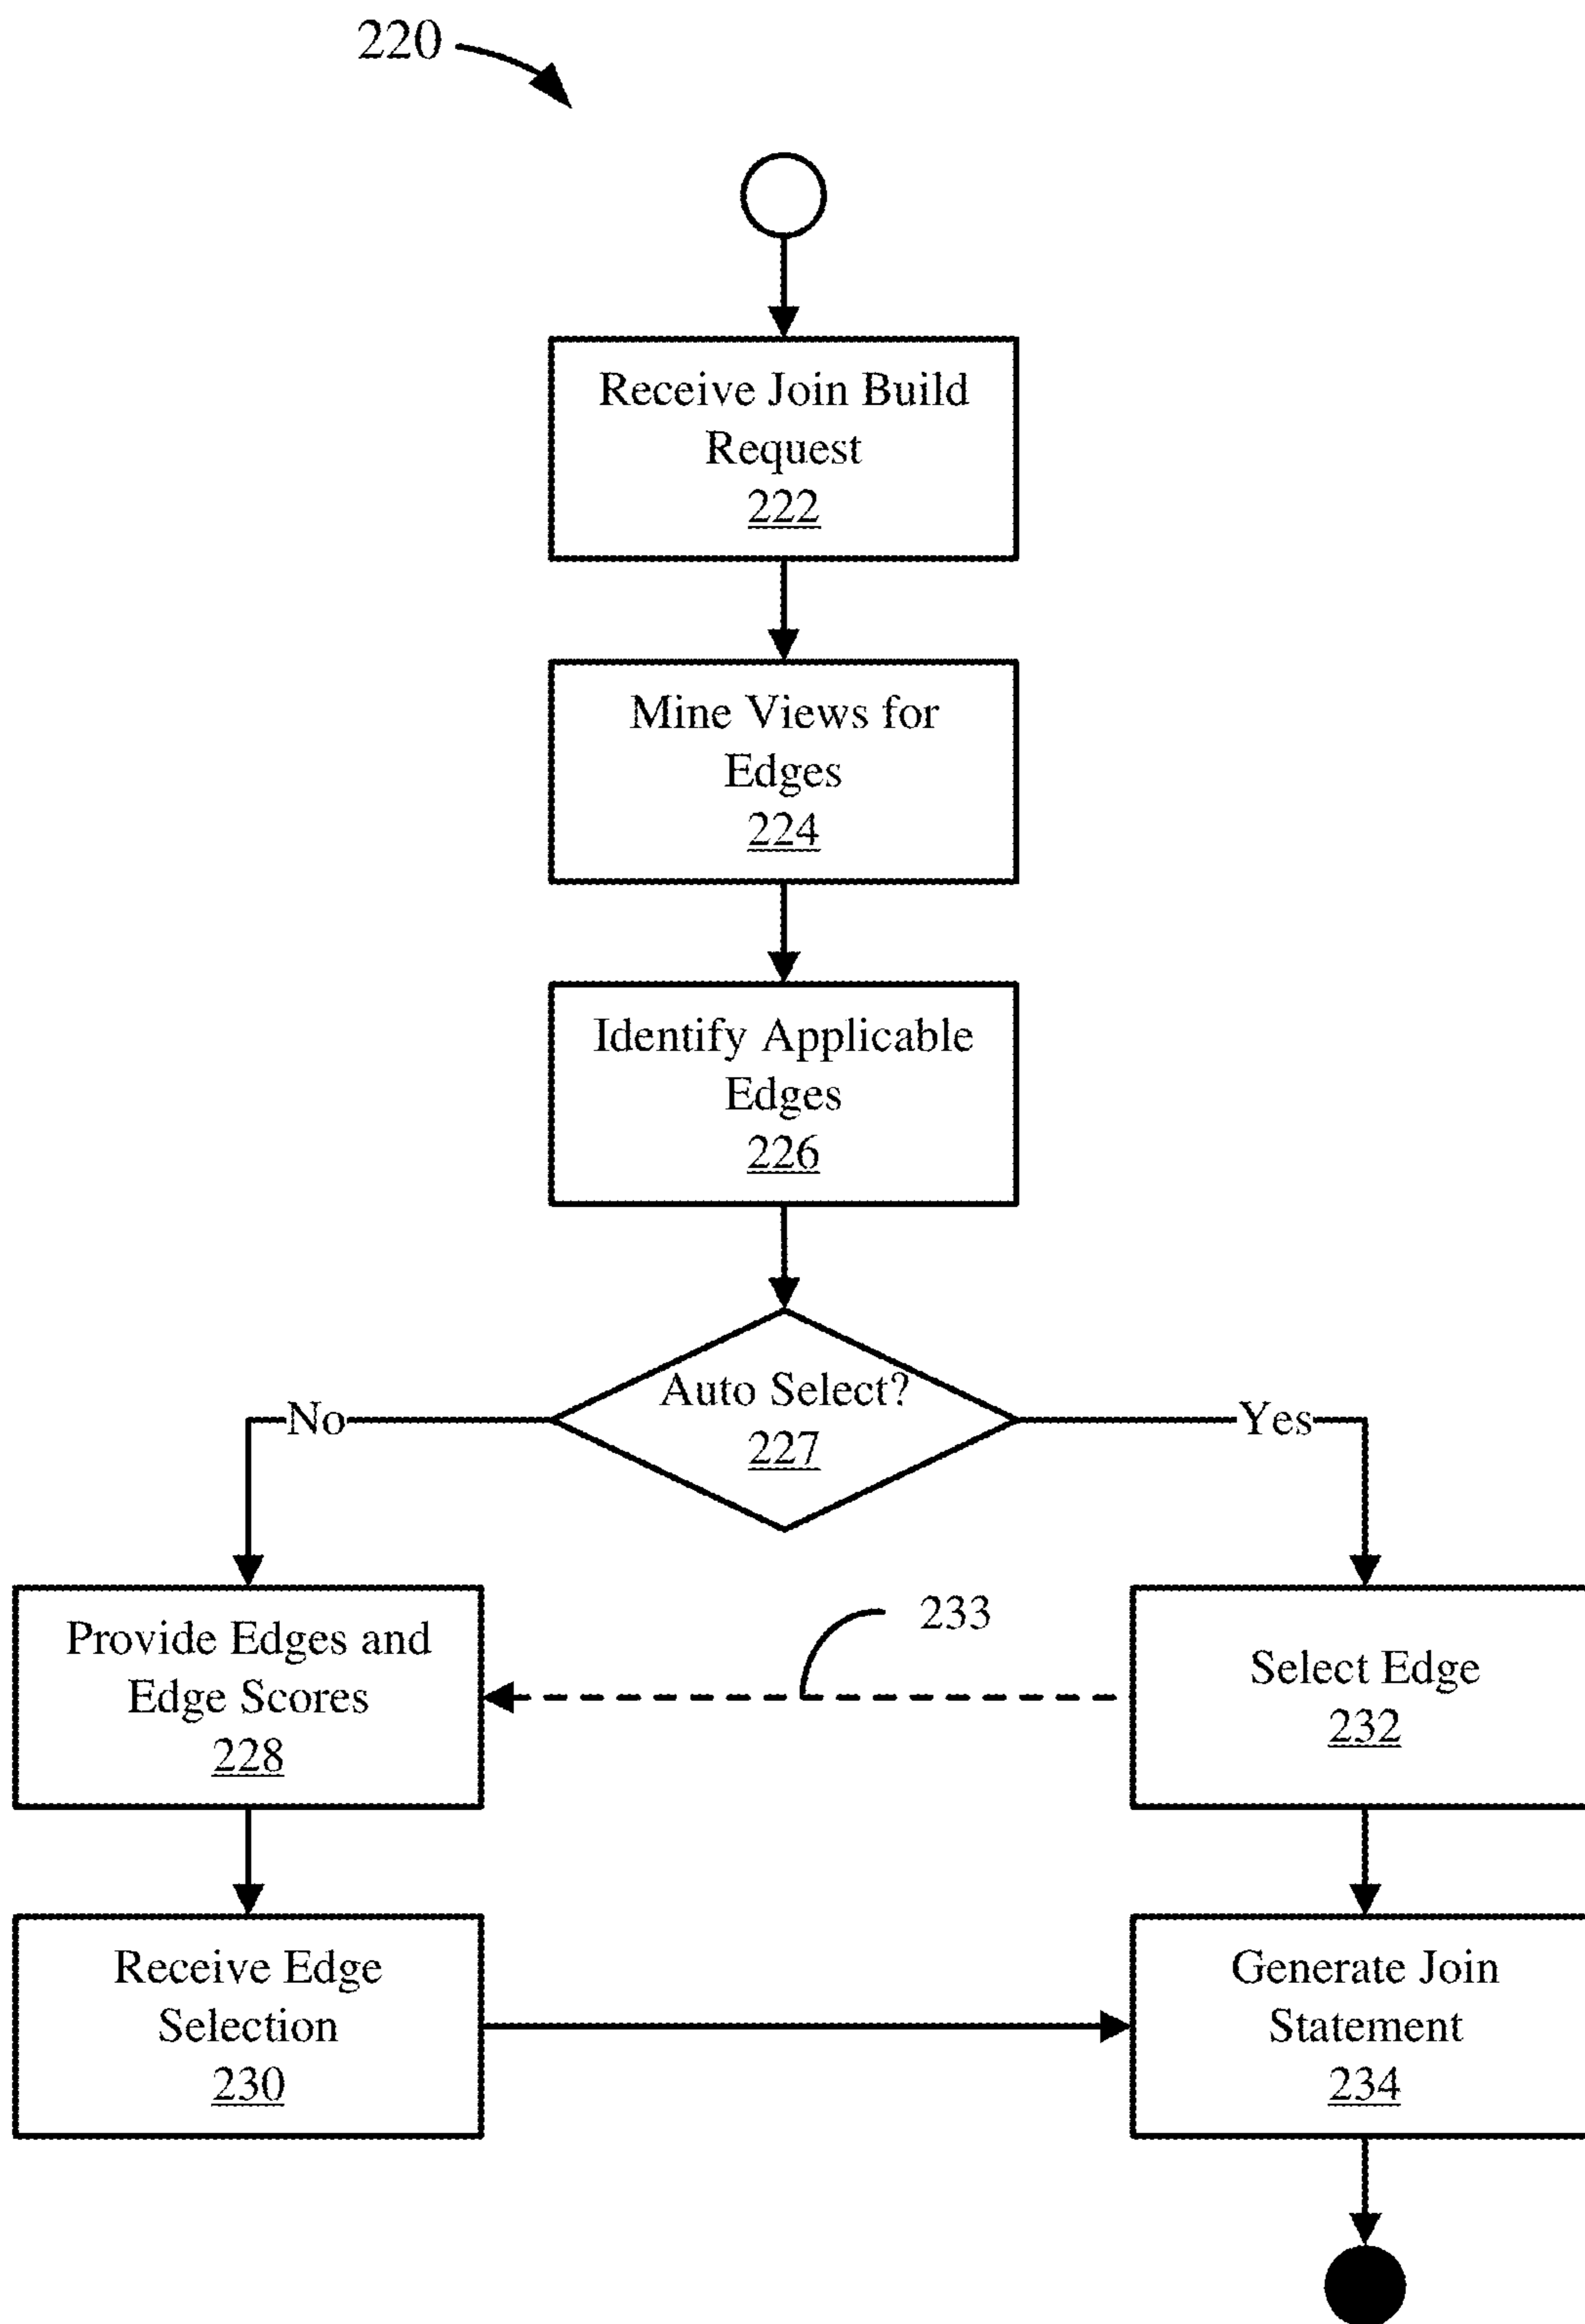 220
Receive Join Build
Request
222
Mine Views for
Edges
224
Identify Applicable
Edges
226
Auto Select?
227
No
Yes
Provide Edges and
Edge Scores
228
233
Select Edge
232
Receive Edge
Selection
230
Generate Join
Statement
234